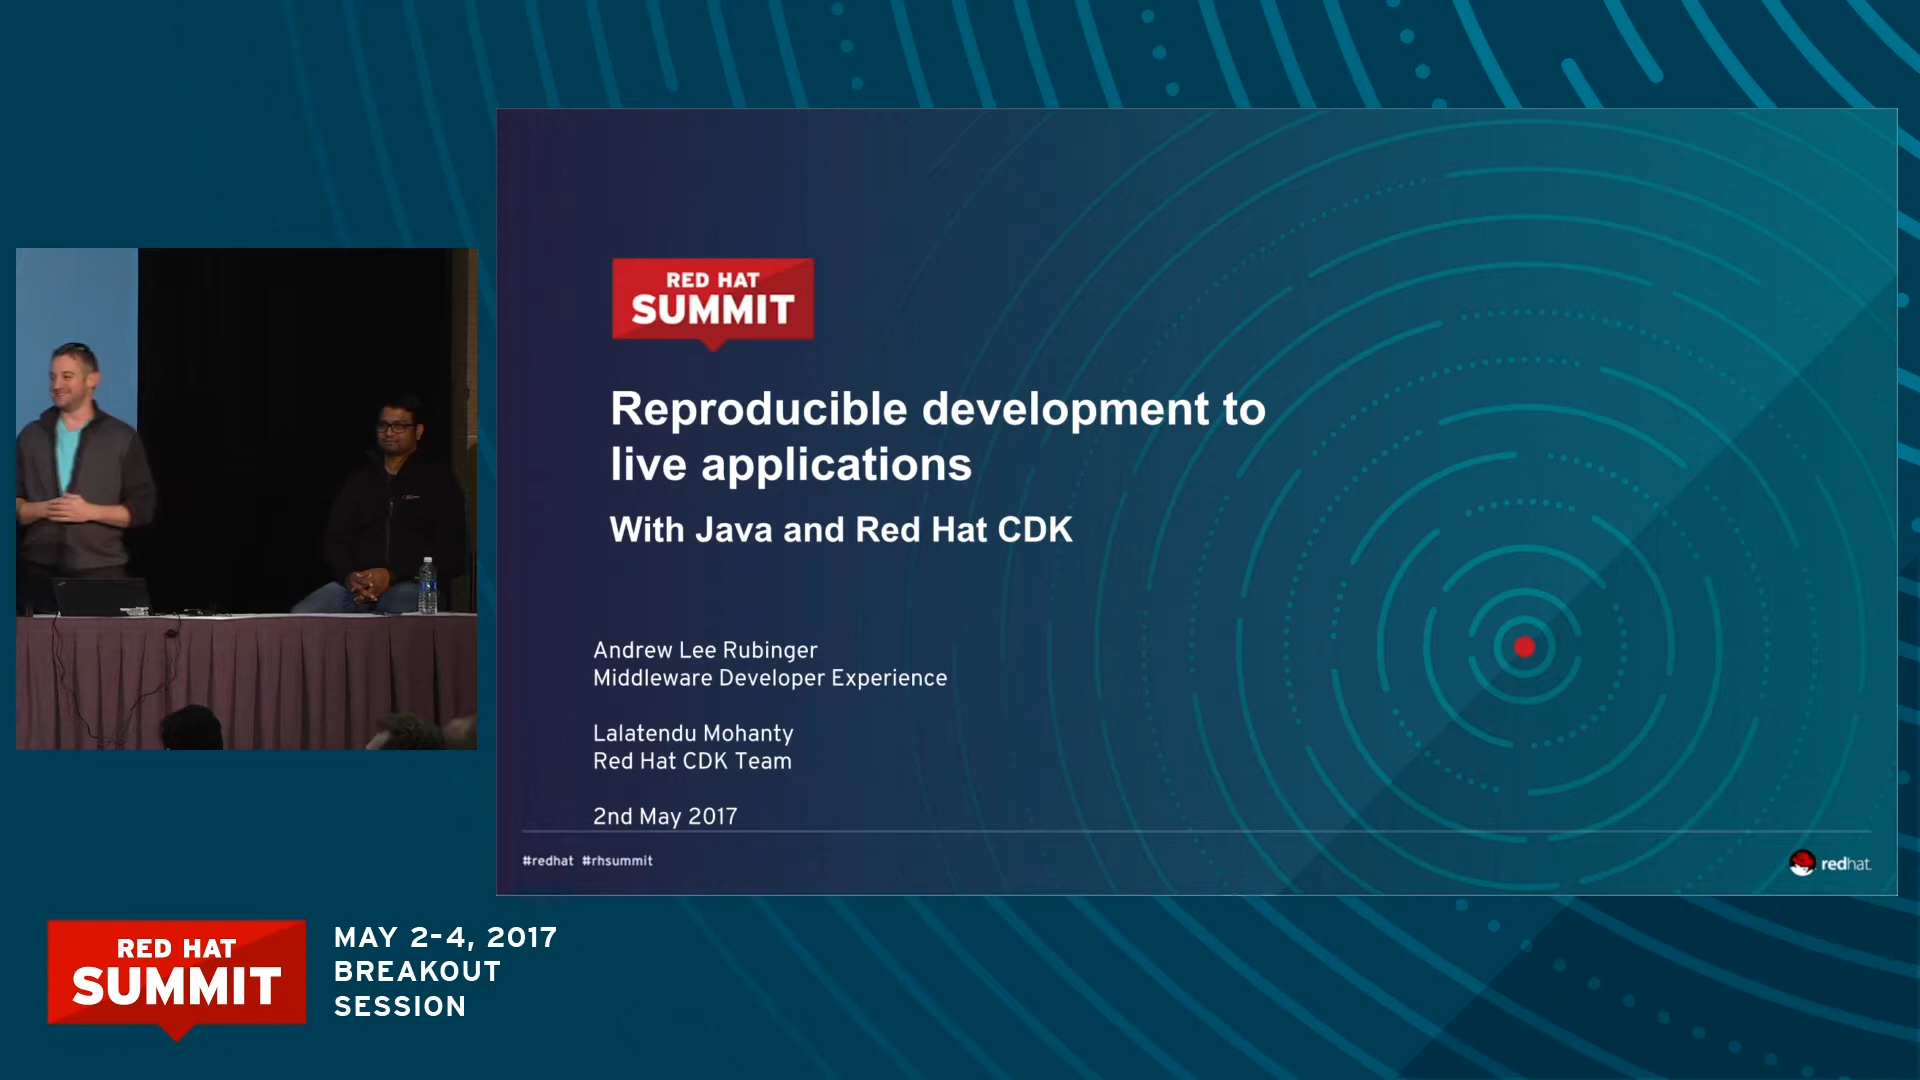 RED HAT
SUMMIT
Reproducible development to
live applications
With Java and Red Hat CDK
Andrew Lee Rubinger
Middleware Developer Experience
Lalatendu Mohanty
Red Hat CDK Team
2nd May 2017
#redhat #rhsummit
redhat.
RED HAT
SUMMIT
MAY 2-4, 2017
BREAKOUT
SESSION